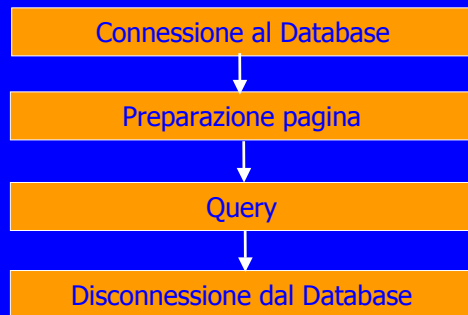 Connessione al Database
Preparazione pagina
Query
Disconnessione dal Database